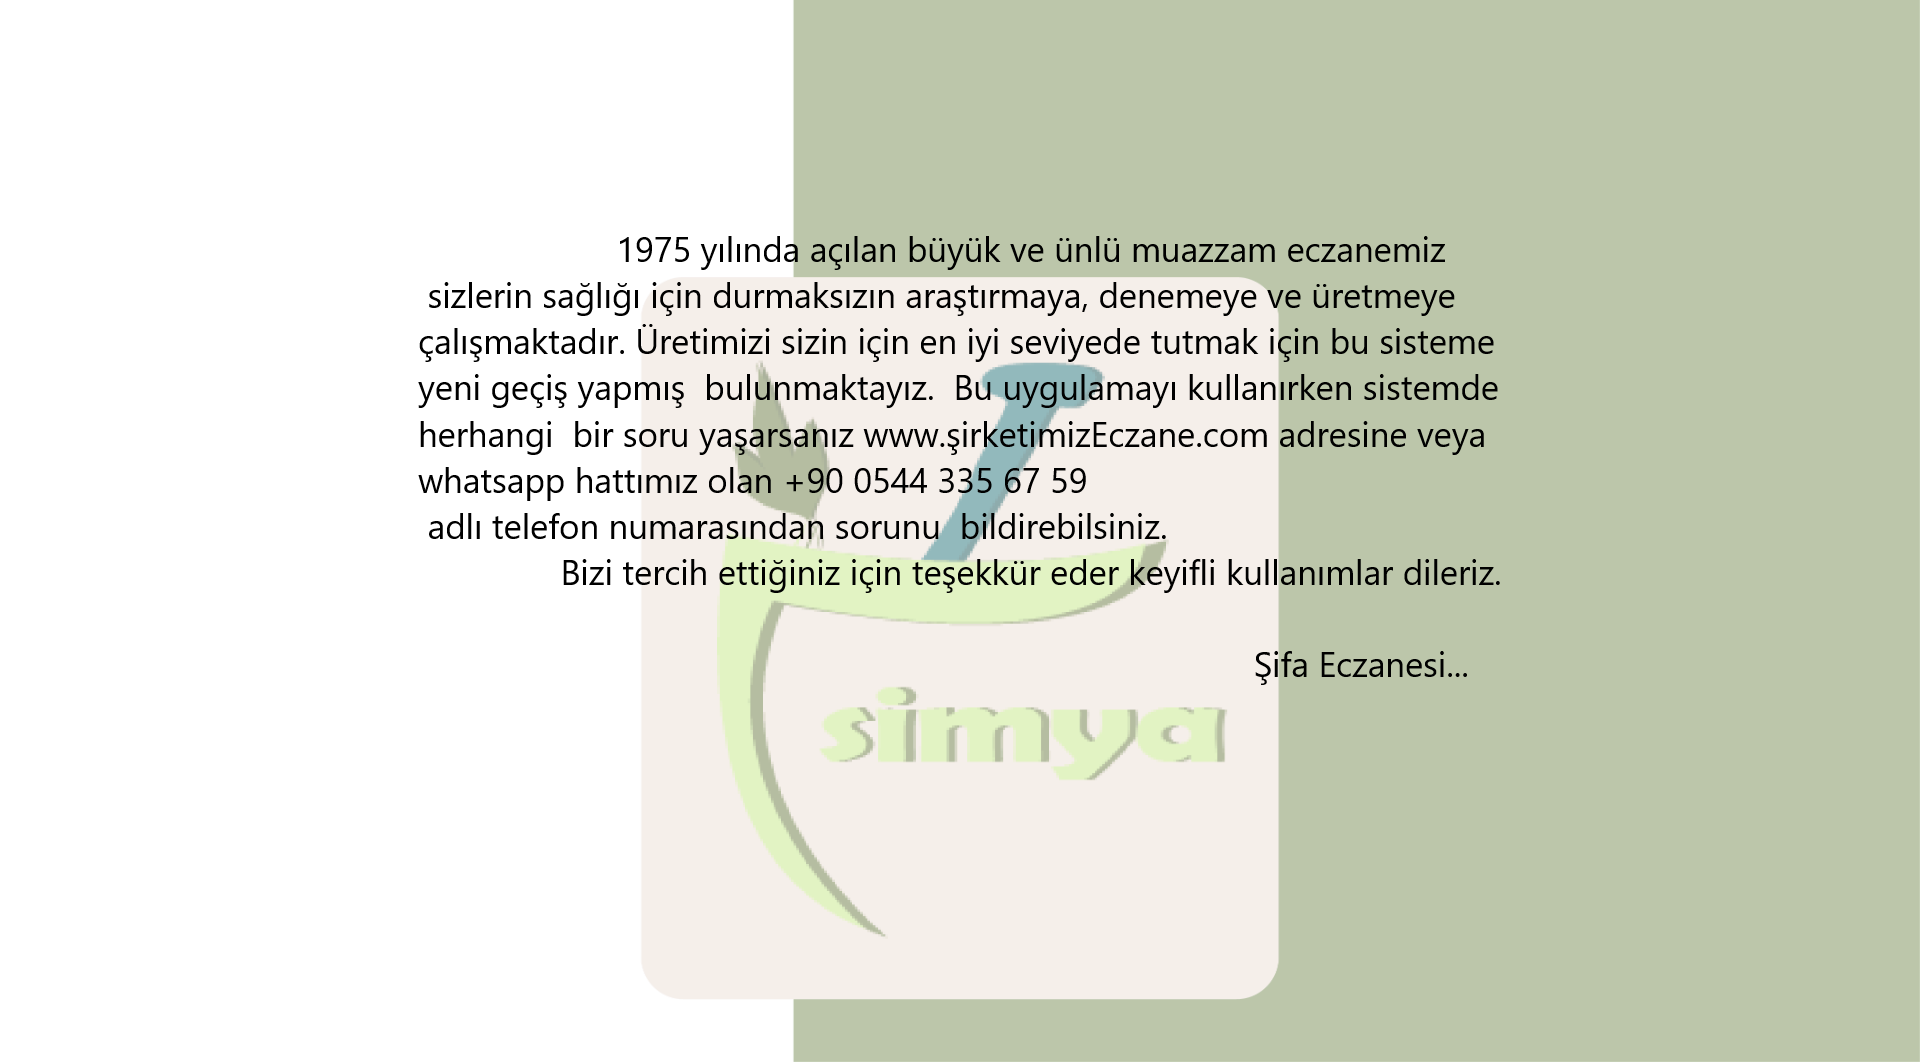 1975 yılında açılan büyük ve ünlü muazzam eczanemiz
sizlerin sağlığı için durmaksızın araştırmaya, denemeye ve üretmeye
çalışmaktadır. Üretimizi sizin için en iyi seviyede tutmak için bu sisteme
yeni geçiş yapmış  bulunmaktayız.  Bu uygulamayı kullanırken sistemde
herhangi  bir soru yaşarsanız www.şirketimizEczane.com adresine veya
whatsapp hattımız olan +90 0544 335 67 59
adlı telefon numarasından sorunu  bildirebilsiniz.
Bizi tercih ettiğiniz için teşekkür eder keyifli kullanımlar dileriz.
Şifa Eczanesi...
simya